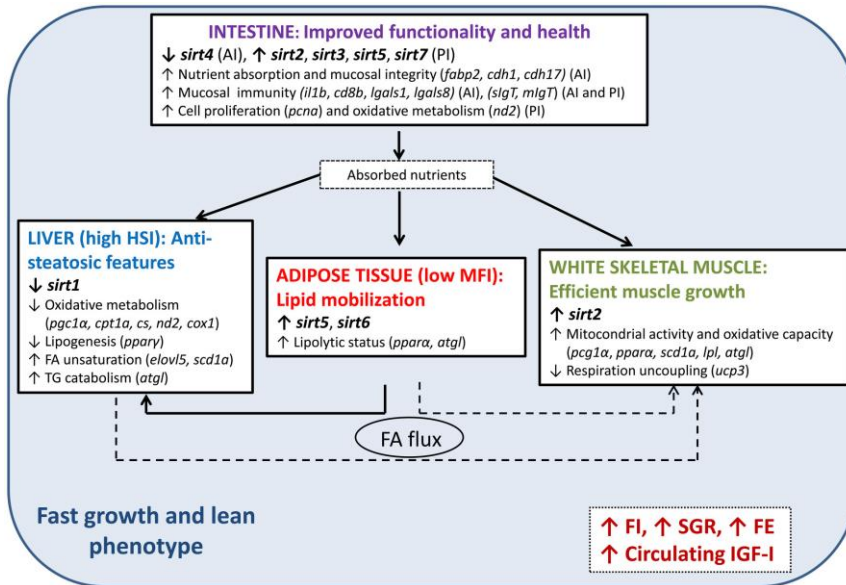 INTESTINE: Improved functionality and health
↓ sirt4 (AI), ↑ sirt2, sirt3, sirt5, sirt7 (PI)
↑ Nutrient absorption and mucosal integrity (fabp2, cdh1, cdh17) (AI)
↑ Mucosal immunity (il1b, cd8b, lgals1, lgals8) (AI), (sIgT, mIgT) (AI and PI)
↑ Cell proliferation (pcna) and oxidative metabolism (nd2) (PI)
Absorbed nutrients
LIVER (high HSI): Anti-
steatosic features
↓ sirt1
↓ Oxidative metabolism
(pgc1α, cpt1a, cs, nd2, cox1)
↓ Lipogenesis (pparγ)
↑ FA unsaturation (elovl5, scd1a)
↑ TG catabolism (atgl)
ADIPOSE TISSUE (low MFI):
Lipid mobilization
↑ sirt5, sirt6
↑ Lipolytic status (pparα, atgl)
WHITE SKELETAL MUSCLE:
Efficient muscle growth
↑ sirt2
↑ Mitocondrial activity and oxidative capacity
(pcg1α, pparα, scd1a, lpl, atgl)
↓ Respiration uncoupling (ucp3)
FA flux
Fast growth and lean
phenotype
↑ FI, ↑ SGR, ↑ FE
↑ Circulating IGF-I